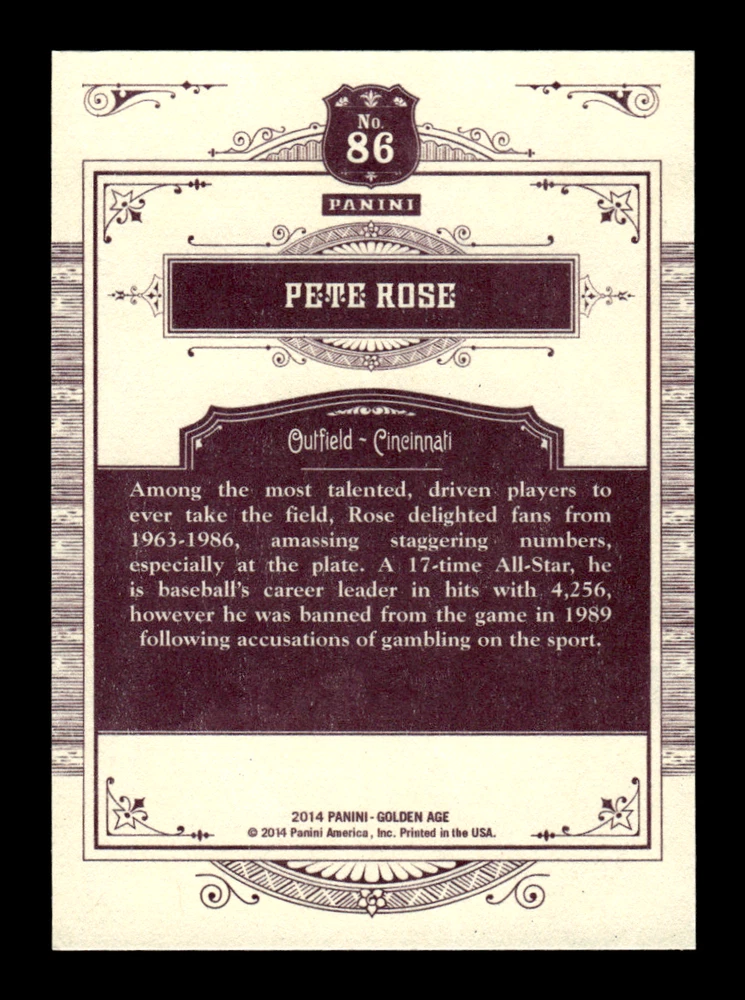 No.
86
PANINI
PETE ROSE
Outfield ~ Cincinnati
Among the most talented, driven players to
ever take the field, Rose delighted fans from
1963-1986, amassing staggering numbers,
especially at the plate. A 17-time All-Star, he
is baseball's career leader in hits with 4,256,
however he was banned from the game in 1989
following accusations of gambling on the sport.
2014 PANINI - GOLDEN AGE
© 2014 Panini America, Inc. Printed in the USA.